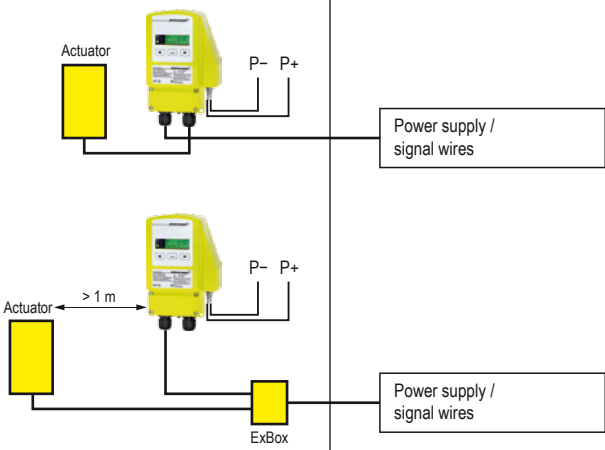 Actuator
P− P+
Power supply /
signal wires
P− P+
> 1 m
Actuator
Power supply /
signal wires
ExBox